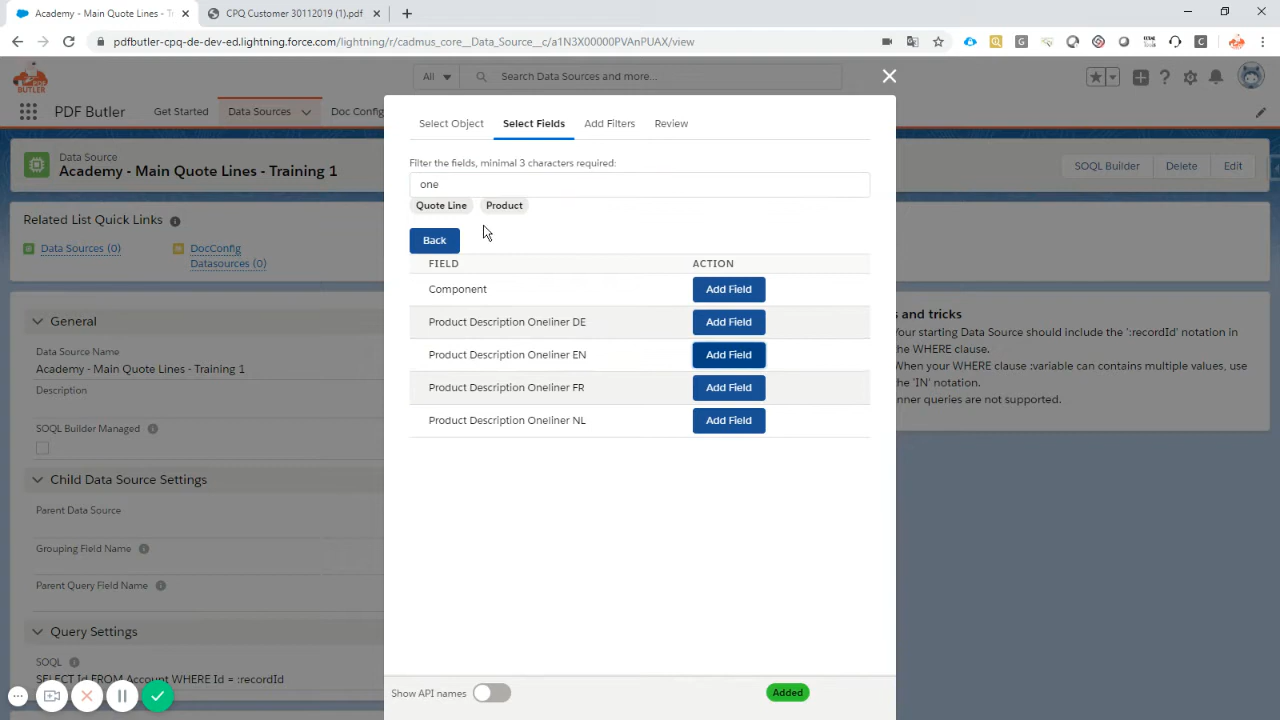 Academy - Main Quote Lines - T
CPQ Customer 30112019 (1).pdf
pdfbutler-cpq-de-dev-ed.lightning.force.com/lightning/r/cadmus_core__Data_Source__c/a1N3X00000PVAnPUAX/view
BUTLER
All
Search Data Sources and more...
PDF Butler
Get Started
Data Sources
Doc Config
Data Source
Academy - Main Quote Lines - Training 1
SOQL Builder
Delete
Edit
Related List Quick Links
Data Sources (0)
DocConfig Datasources (0)
General
Data Source Name
Academy - Main Quote Lines - Training 1
Description
SOQL Builder Managed
Child Data Source Settings
Parent Data Source
Grouping Field Name
Parent Query Field Name
Query Settings
SOQL
SELECT Id FROM Account WHERE Id = :recordId
Select Object
Select Fields
Add Filters
Review
Filter the fields, minimal 3 characters required:
one
Quote Line
Product
Back
FIELD
ACTION
Component
Add Field
Product Description Oneliner DE
Add Field
Product Description Oneliner EN
Add Field
Product Description Oneliner FR
Add Field
Product Description Oneliner NL
Add Field
Show API names
Added
s and tricks
Your starting Data Source should include the ':recordId' notation in
the WHERE clause.
When your WHERE clause :variable can contains multiple values, use
the 'IN' notation.
nner queries are not supported.